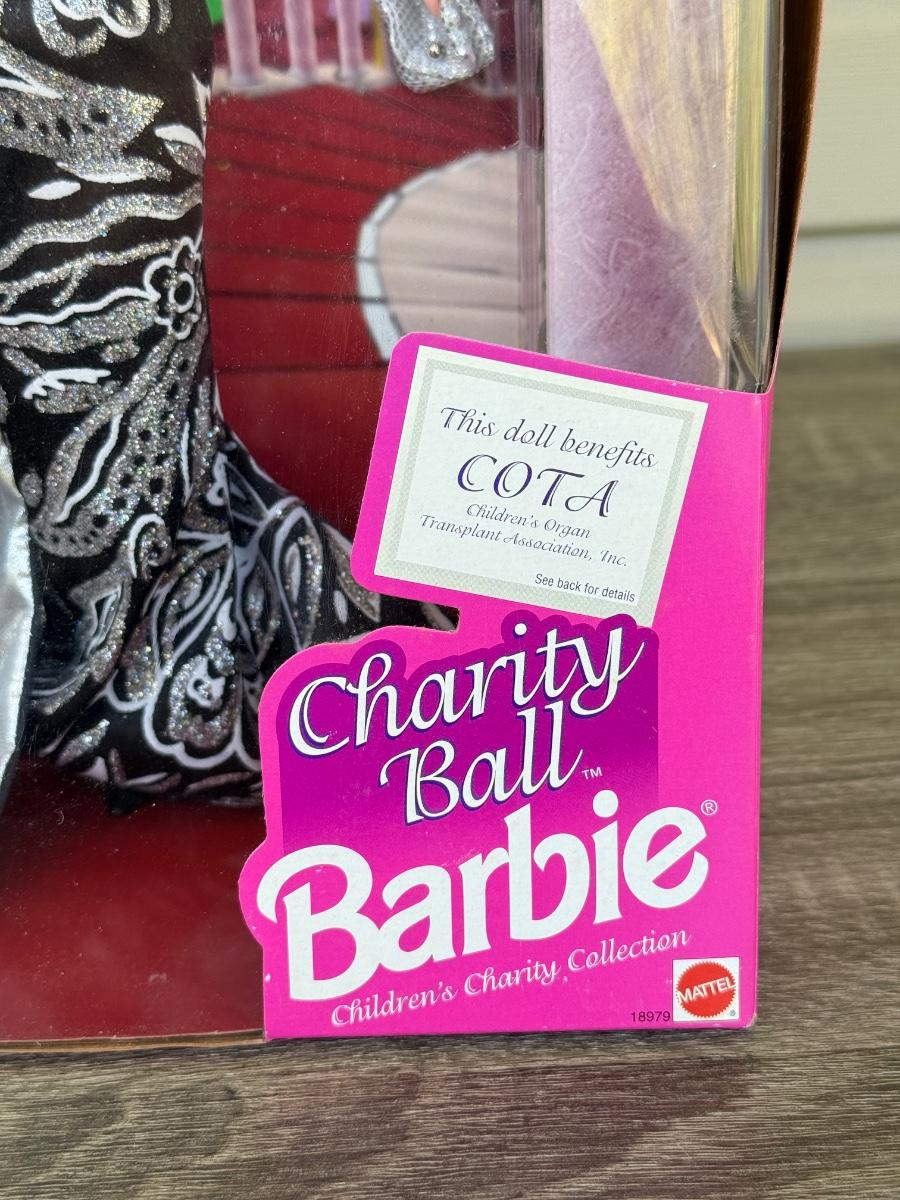 This doll benefits
COTA
Children's Organ
Transplant Association, Inc.
See back for details
Charity
Ball™
Barbie®
Children's Charity Collection
18979
MATTEL
®